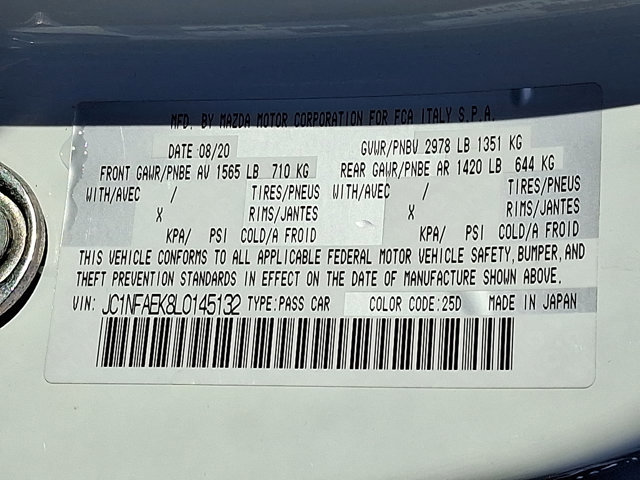 MFD. BY MAZDA MOTOR CORPORATION FOR FCA ITALY S.P.A.
DATE 08/20 GVWR/PNBV 2978 LB 1351 KG
FRONT GAWR/PNBE AV 1565 LB 710 KG REAR GAWR/PNBE AR 1420 LB 644 KG
WITH/AVEC / TIRES/PNEUS WITH/AVEC / TIRES/PNEUS
X RIMS/JANTES X RIMS/JANTES
KPA/ PSI COLD/A FROID KPA/ PSI COLD/A FROID
THIS VEHICLE CONFORMS TO ALL APPLICABLE FEDERAL MOTOR VEHICLE SAFETY,BUMPER,AND
THEFT PREVENTION STANDARDS IN EFFECT ON THE DATE OF MANUFACTURE SHOWN ABOVE.
VIN: JC1NFAEK8L0145132 TYPE:PASS CAR COLOR CODE:25D MADE IN JAPAN